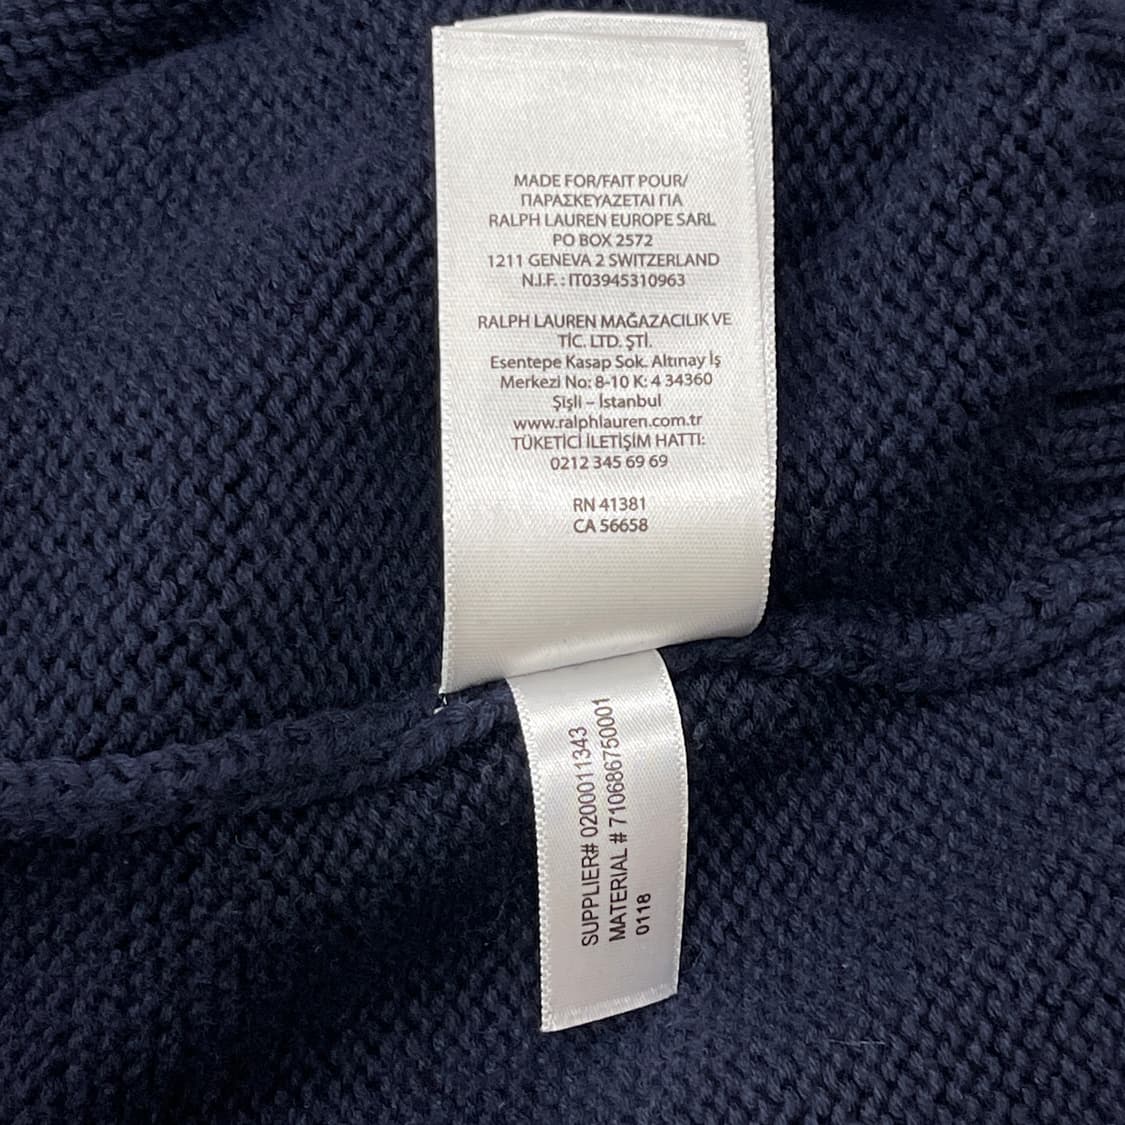 MADE FOR/FAIT POUR/
ΠΑΡΑΣΚΕΥΑΖΕΤΑΙ ΓΙΑ
RALPH LAUREN EUROPE SARL
PO BOX 2572
1211 GENEVA 2 SWITZERLAND
N.I.F. : IT03945310963
RALPH LAUREN MAĞAZACILIK VE
TİC. LTD. ŞTİ.
Esentepe Kasap Sok. Altınay İş
Merkezi No: 8-10 K: 4 34360
Şişli – İstanbul
www.ralphlauren.com.tr
TÜKETİCİ İLETİŞİM HATTI:
0212 345 69 69
RN 41381
CA 56658
SUPPLIER# 0200011343
MATERIAL # 710686750001
0118